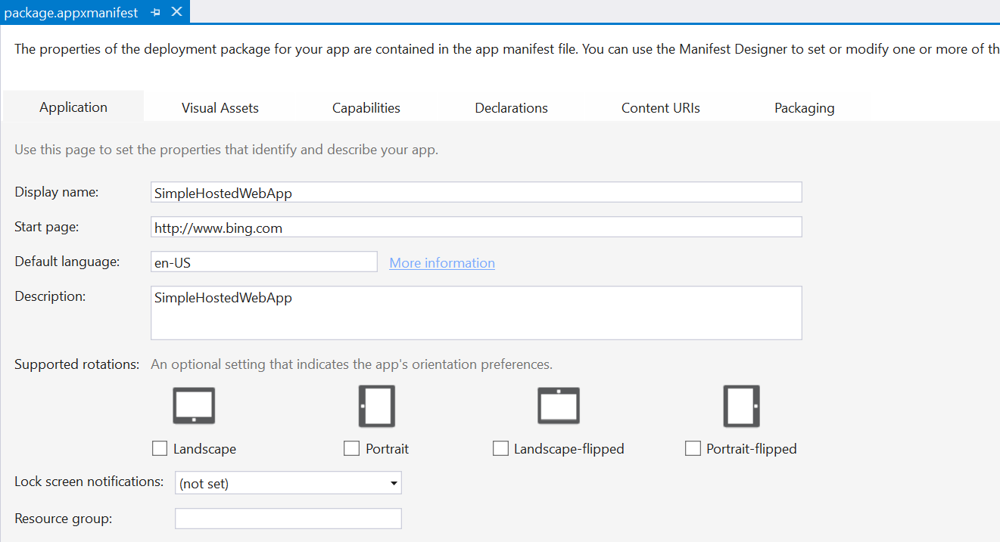 package.appxmanifest
The properties of the deployment package for your app are contained in the app manifest file. You can use the Manifest Designer to set or modify one or more of th
Application Visual Assets Capabilities Declarations Content URIs Packaging
Use this page to set the properties that identify and describe your app.
Display name: SimpleHostedWebApp
Start page: http://www.bing.com
Default language: en-US More information
Description: SimpleHostedWebApp
Supported rotations: An optional setting that indicates the app's orientation preferences.
Landscape Portrait Landscape-flipped Portrait-flipped
Lock screen notifications: (not set)
Resource group: